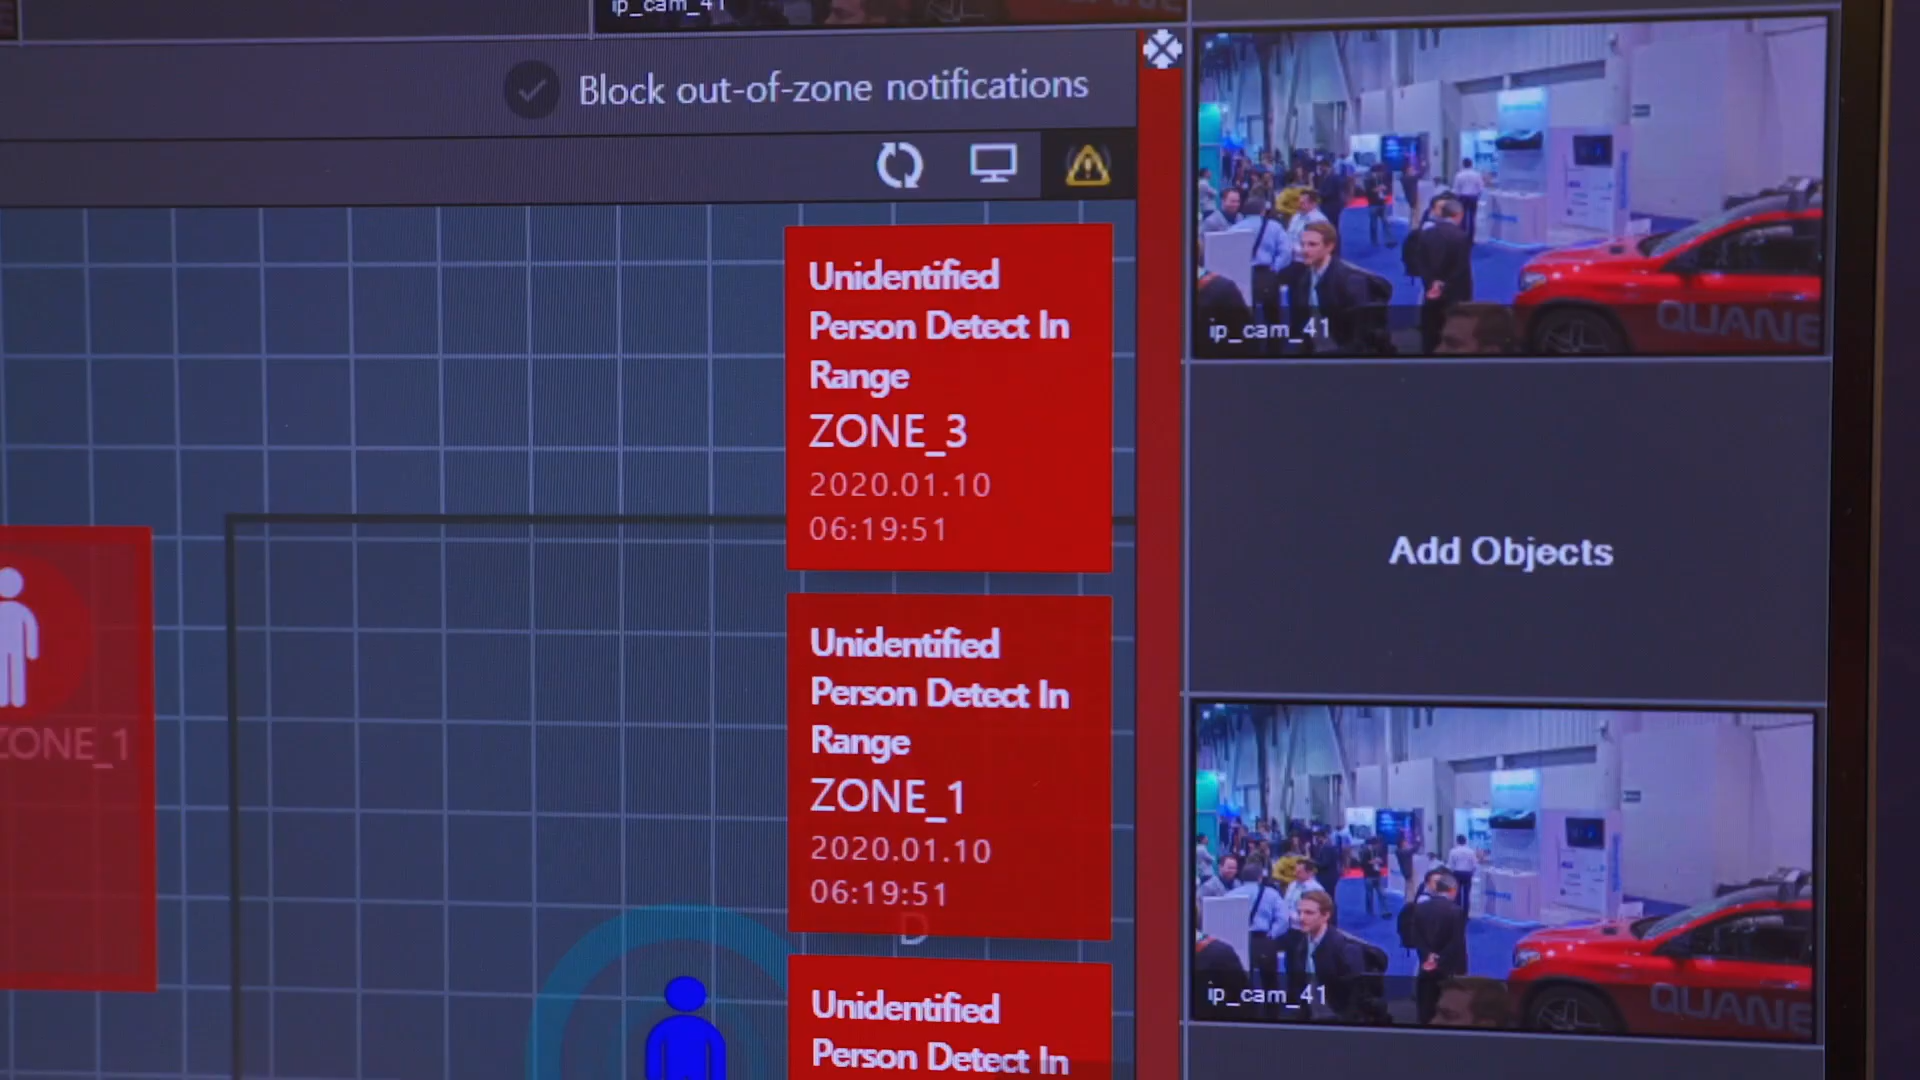 ip_cam_41
Block out-of-zone notifications
Unidentified
Person Detect In
Range
ZONE_3
2020.01.10
06:19:51
ZONE_1
Unidentified
Person Detect In
Range
ZONE_1
2020.01.10
06:19:51
D
Unidentified
Person Detect In
ip_cam_41
QUANE
Add Objects
ip_cam_41
QUANE